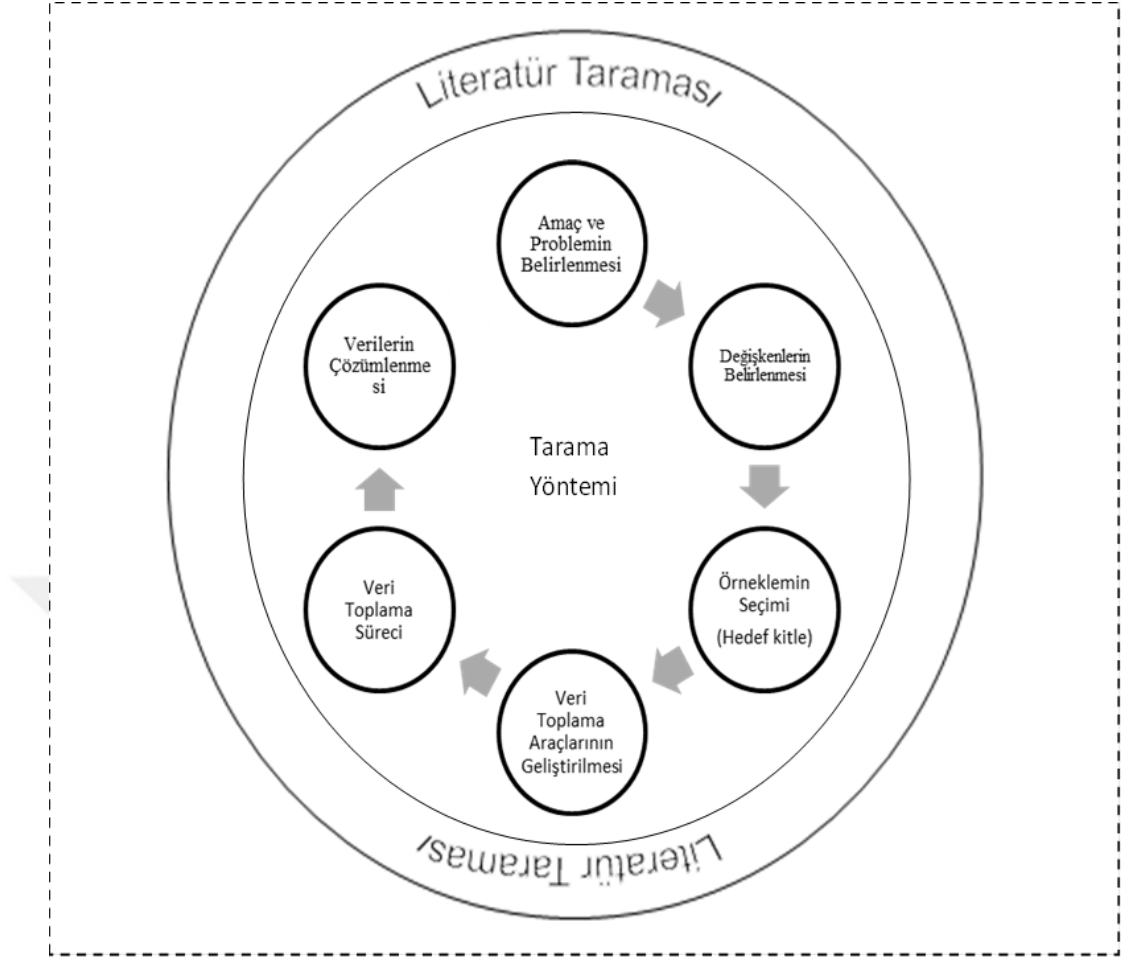 Literatür Taraması
Amaç ve
Problemin
Belirlenmesi
Değişkenlerin
Belirlenmesi
Örneklemin
Seçimi
(Hedef kitle)
Veri
Toplama
Araçlarının
Geliştirilmesi
Veri
Toplama
Süreci
Verilerin
Çözümlenme
si
Tarama
Yöntemi
Literatür Taraması